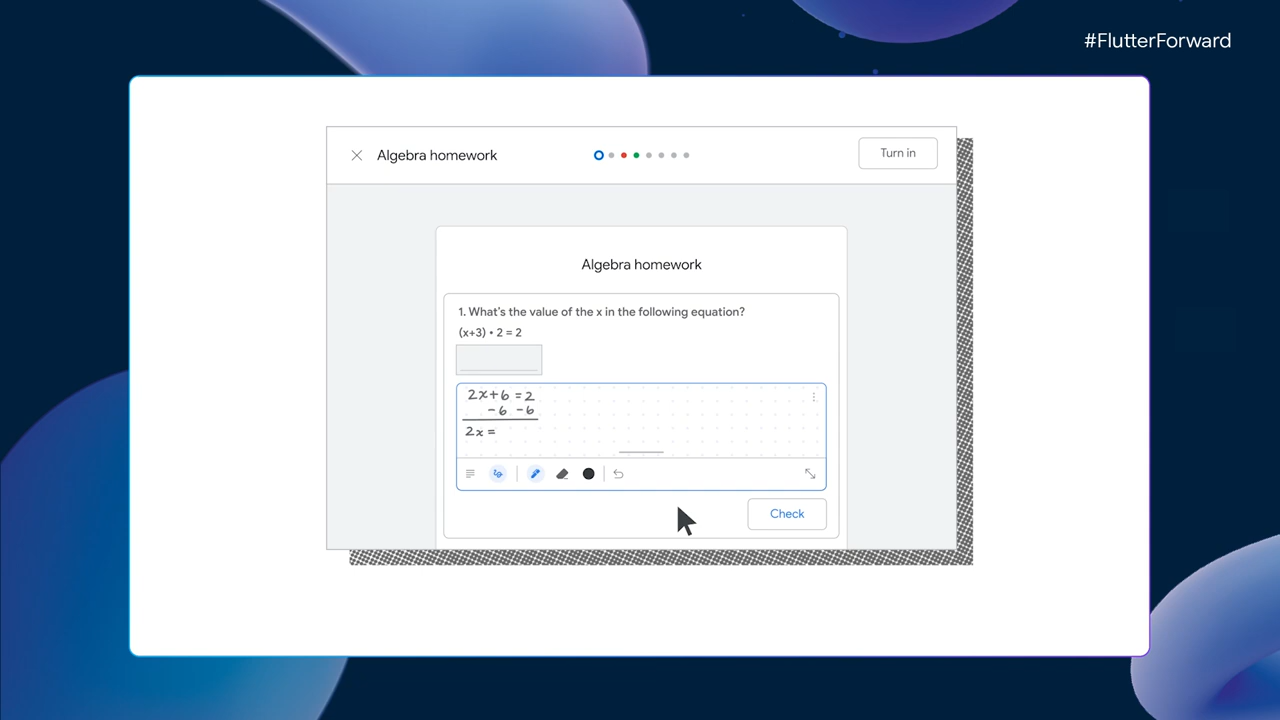 #FlutterForward
Algebra homework
Turn in
Algebra homework
1. What's the value of the x in the following equation?
(x+3) • 2 = 2
2x+6 =2
-6 -6
2x =
Check